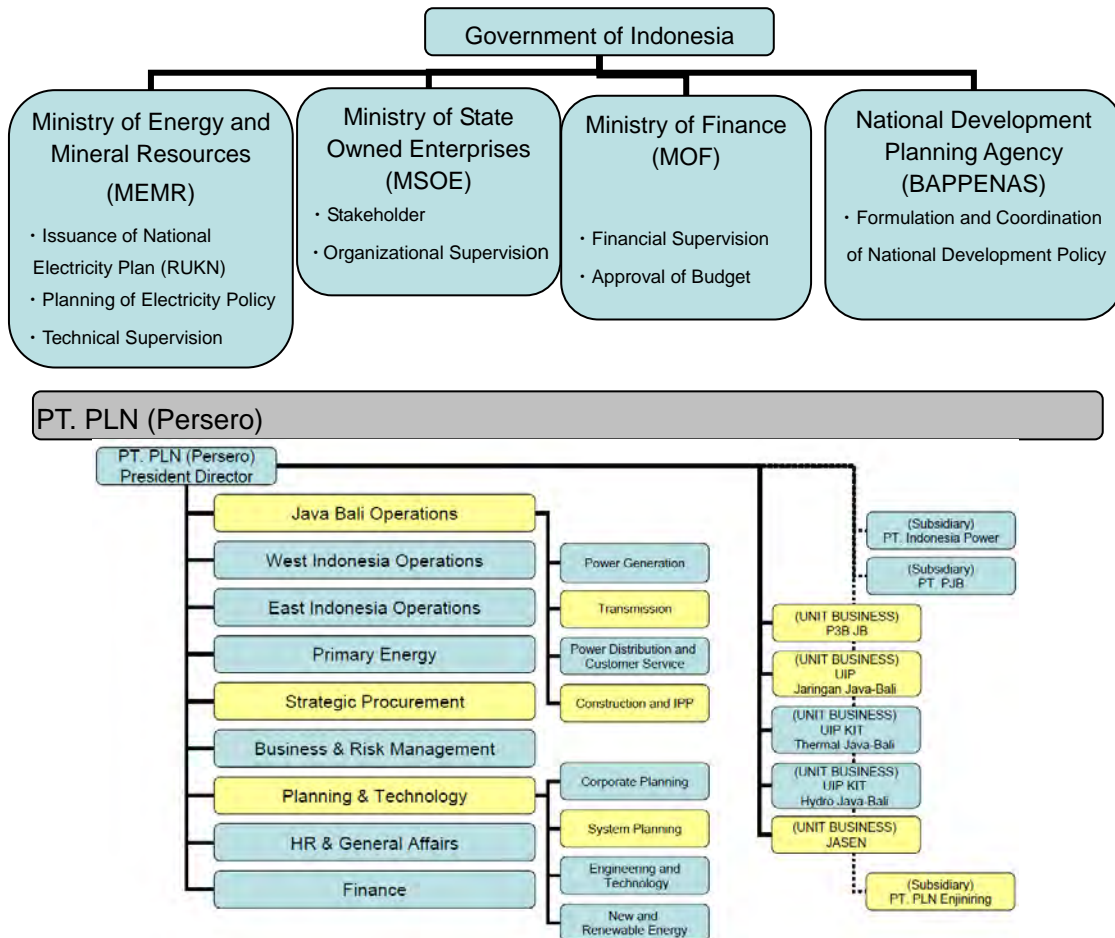 Government of Indonesia
Ministry of Energy and
Mineral Resources
(MEMR)
・Issuance of National
Electricity Plan (RUKN)
・Planning of Electricity Policy
・Technical Supervision
Ministry of State
Owned Enterprises
(MSOE)
・Stakeholder
・Organizational Supervision
Ministry of Finance
(MOF)
・Financial Supervision
・Approval of Budget
National Development
Planning Agency
(BAPPENAS)
・Formulation and Coordination
of National Development Policy
PT. PLN (Persero)
PT. PLN (Persero)
President Director
Java Bali Operations
West Indonesia Operations
East Indonesia Operations
Primary Energy
Strategic Procurement
Business & Risk Management
Planning & Technology
HR & General Affairs
Finance
Power Generation
Transmission
Power Distribution and
Customer Service
Construction and IPP
Corporate Planning
System Planning
Engineering and
Technology
New and
Renewable Energy
(Subsidiary)
PT. Indonesia Power
(Subsidiary)
PT. PJB
(UNIT BUSINESS)
P3B JB
(UNIT BUSINESS)
UIP
Jaringan Java-Bali
(UNIT BUSINESS)
UIP KIT
Thermal Java-Bali
(UNIT BUSINESS)
UIP KIT
Hydro Java-Bali
(UNIT BUSINESS)
JASEN
(Subsidiary)
PT. PLN Enjiniring